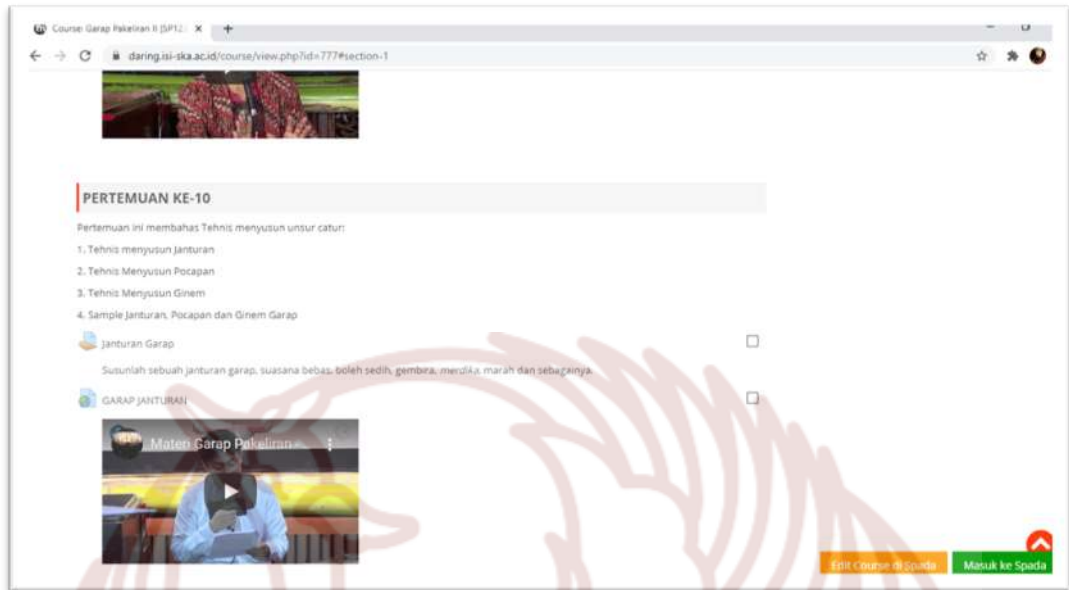 Course: Garap Pakeliran II (SP12
daring.isi-ska.ac.id/course/view.php?id=777#section-1
PERTEMUAN KE-10
Pertemuan ini membahas Tehnis menyusun unsur catur:
1. Tehnis menyusun Janturan
2. Tehnis Menyusun Pocapan
3. Tehnis Menyusun Ginem
4. Sample Janturan, Pocapan dan Ginem Garap
Janturan Garap
Susunlah sebuah janturan garap, suasana bebas, boleh sedih, gembira, merdika, marah dan sebagainya.
GARAP JANTURAN
Materi Garap Pakeliran -
Edit Course di Spada
Masuk ke Spada